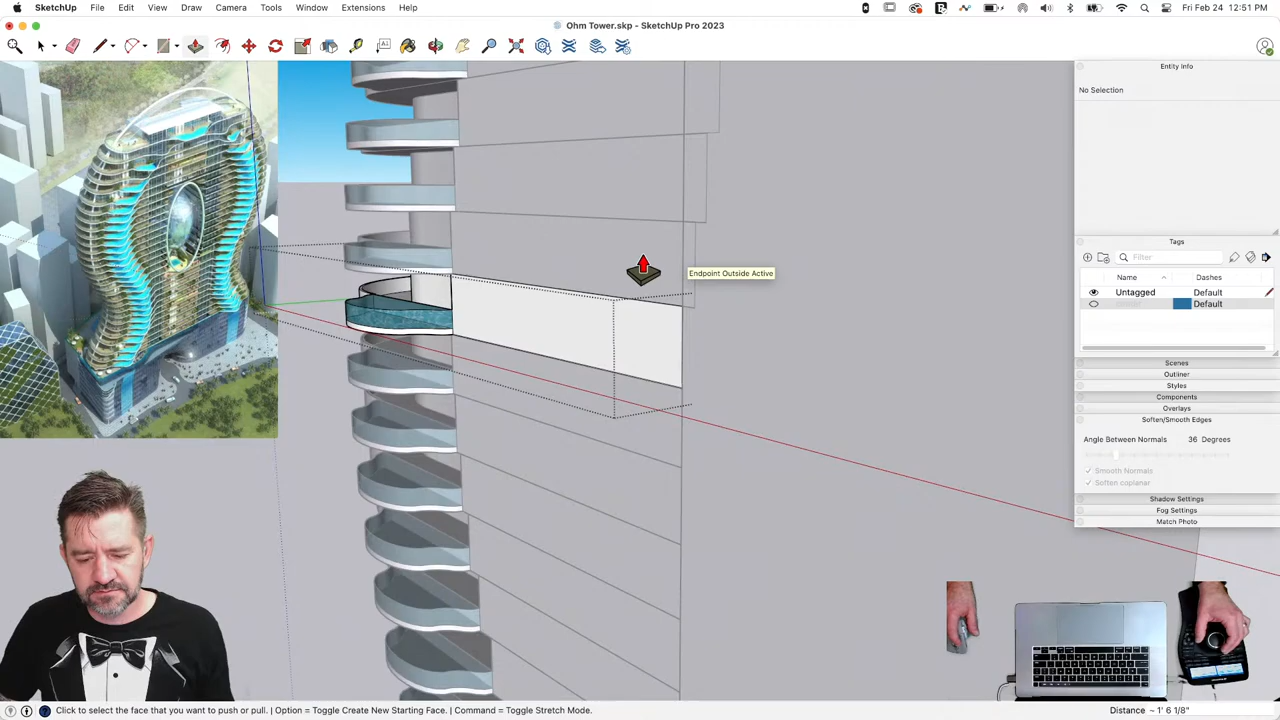 SketchUp File Edit View Draw Camera Tools Window Extensions Help
Fri Feb 24 12:51 PM
Ohm Tower.skp - SketchUp Pro 2023
Entity Info
No Selection
Endpoint Outside Active
Tags
Filter
Name Dashes
Untagged Default
Default
Scenes
Outliner
Styles
Components
Overlays
Soften/Smooth Edges
Angle Between Normals 36 Degrees
Smooth Normals
Soften coplanar
Shadow Settings
Fog Settings
Match Photo
Click to select the face that you want to push or pull. | Option = Toggle Create New Starting Face. | Command = Toggle Stretch Mode.
Distance ~ 1' 6 1/8"